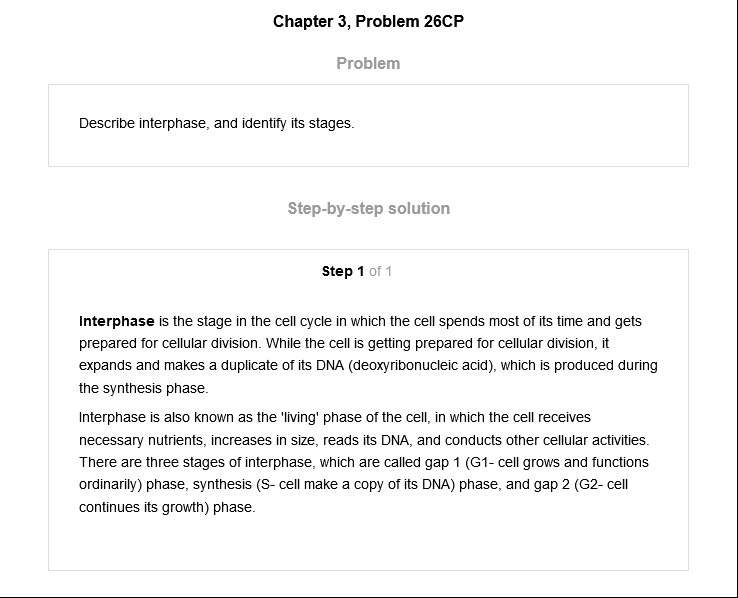 Chapter 3, Problem 26CP
Problem
Describe interphase, and identify its stages.
Step-by-step solution
Step 1 of 1
Interphase is the stage in the cell cycle in which the cell spends most of its time and gets
prepared for cellular division. While the cell is getting prepared for cellular division, it
expands and makes a duplicate of its DNA (deoxyribonucleic acid), which is produced during
the synthesis phase.
Interphase is also known as the 'living' phase of the cell, in which the cell receives
necessary nutrients, increases in size, reads its DNA, and conducts other cellular activities.
There are three stages of interphase, which are called gap 1 (G1- cell grows and functions
ordinarily) phase, synthesis (S- cell make a copy of its DNA) phase, and gap 2 (G2- cell
continues its growth) phase.